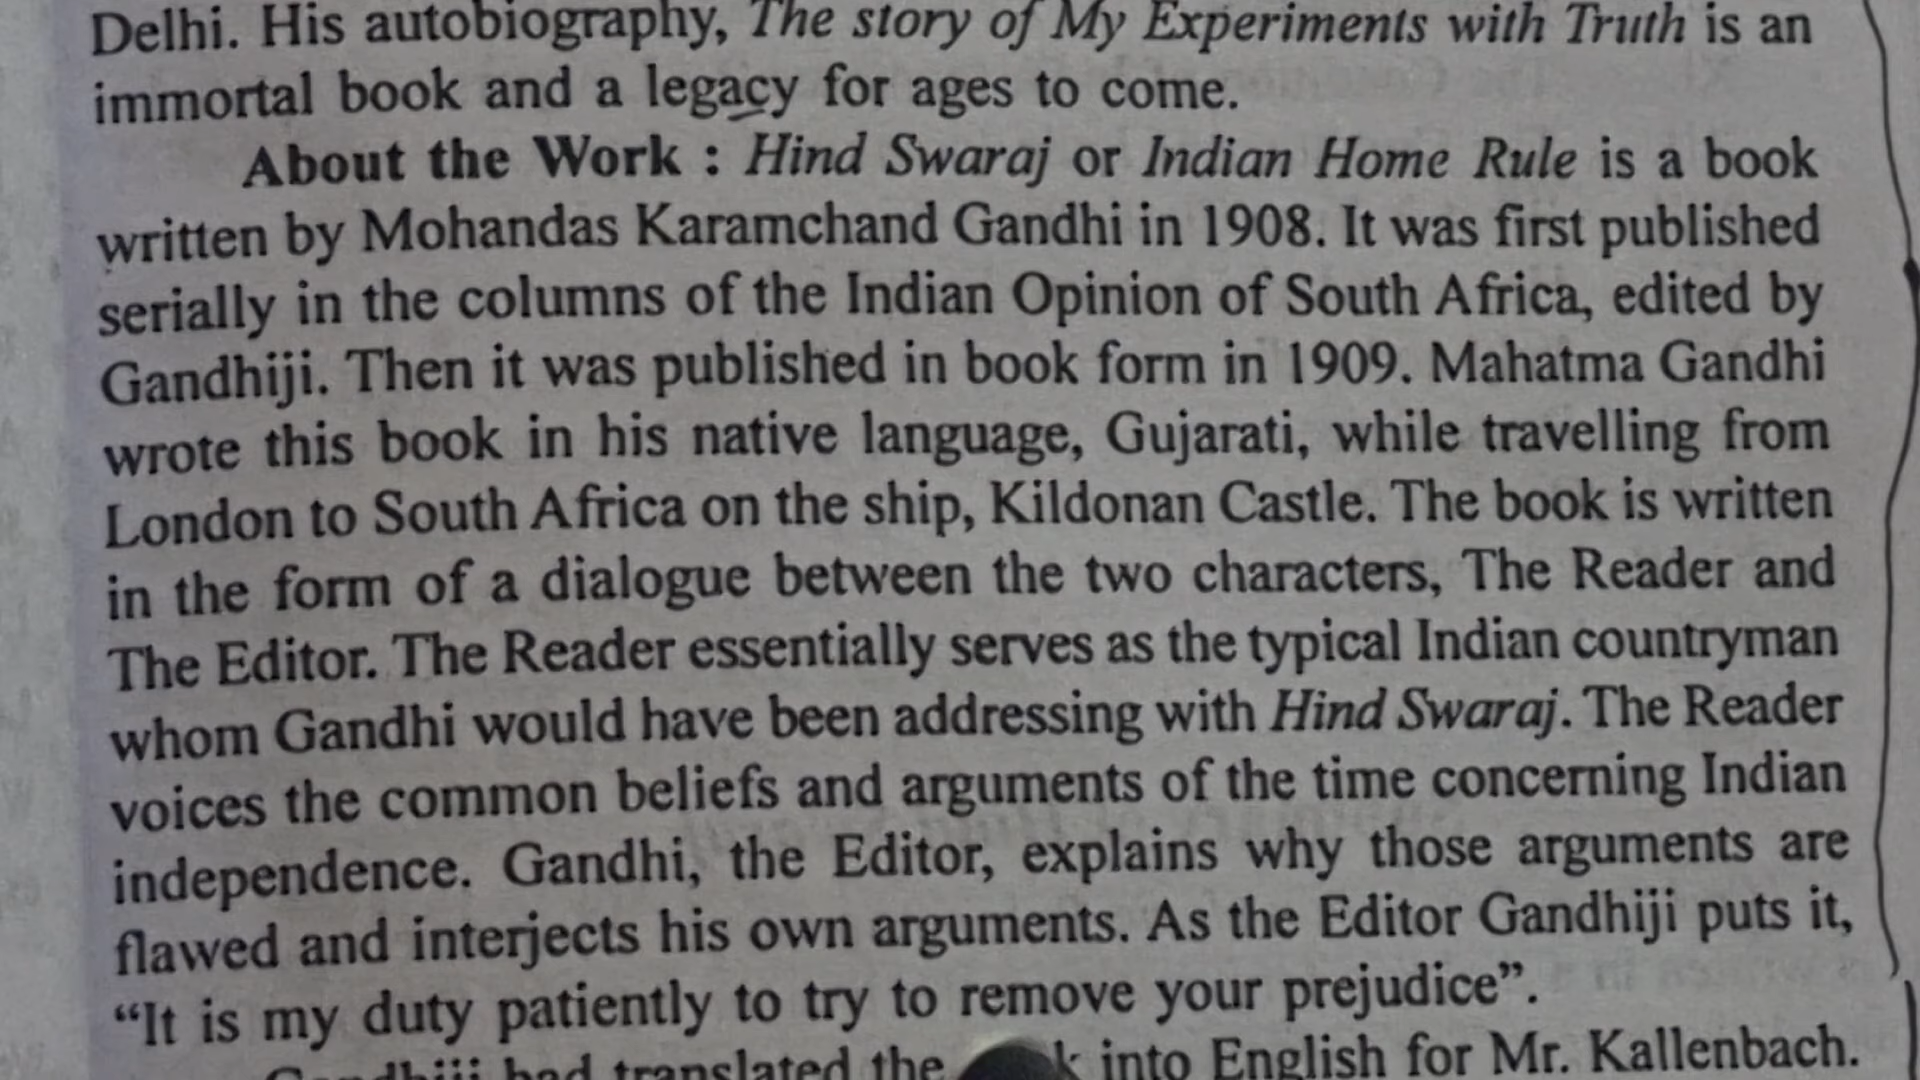 Delhi. His autobiography, The story of My Experiments with Truth is an
immortal book and a legacy for ages to come.
About the Work : Hind Swaraj or Indian Home Rule is a book
written by Mohandas Karamchand Gandhi in 1908. It was first published
serially in the columns of the Indian Opinion of South Africa, edited by
Gandhiji. Then it was published in book form in 1909. Mahatma Gandhi
wrote this book in his native language, Gujarati, while travelling from
London to South Africa on the ship, Kildonan Castle. The book is written
in the form of a dialogue between the two characters, The Reader and
The Editor. The Reader essentially serves as the typical Indian countryman
whom Gandhi would have been addressing with Hind Swaraj. The Reader
voices the common beliefs and arguments of the time concerning Indian
independence. Gandhi, the Editor, explains why those arguments are
flawed and interjects his own arguments. As the Editor Gandhiji puts it,
“It is my duty patiently to try to remove your prejudice”.
Gandhiji had translated the into English for Mr. Kallenbach.